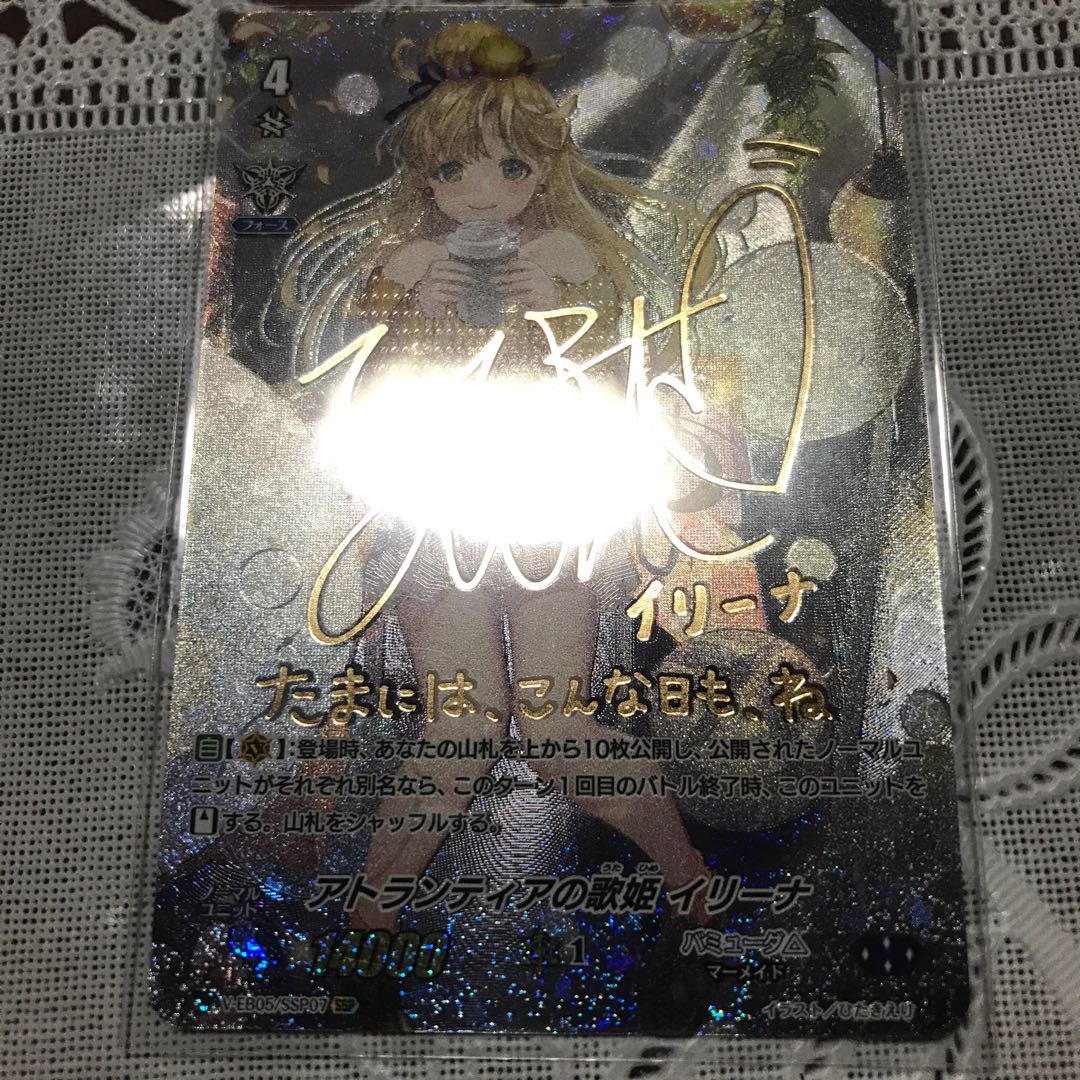 4
フォース
イリーナ
たまには、こんな日も、ね
【 】:登場時、あなたの山札を上から10枚公開し、公開されたノーマルユ
ニットがそれぞれ別名なら、このターン1回目のバトル終了時、このユニットを
する。山札をシャッフルする。
ノーマル
ユニット
うた ひめ
アトランティアの歌姫 イリーナ
14000
1
バミューダ△
マーメイド
V-EB05/SSP07 SSP
イラスト/ひたきえり